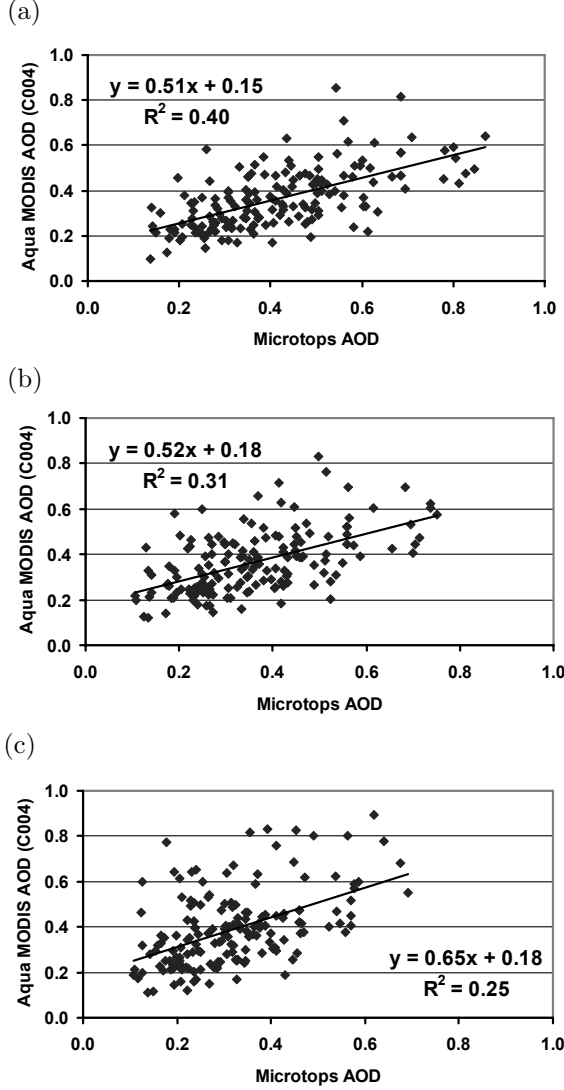 (a)
Aqua MODIS AOD (C004)
1.0
0.8
0.6
0.4
0.2
0.0
y = 0.51x + 0.15
R² = 0.40
0.0 0.2 0.4 0.6 0.8 1.0
Microtops AOD
(b)
Aqua MODIS AOD (C004)
1.0
0.8
0.6
0.4
0.2
0.0
y = 0.52x + 0.18
R² = 0.31
0.0 0.2 0.4 0.6 0.8 1.0
Microtops AOD
(c)
Aqua MODIS AOD (C004)
1.0
0.8
0.6
0.4
0.2
0.0
y = 0.65x + 0.18
R² = 0.25
0.0 0.2 0.4 0.6 0.8 1.0
Microtops AOD